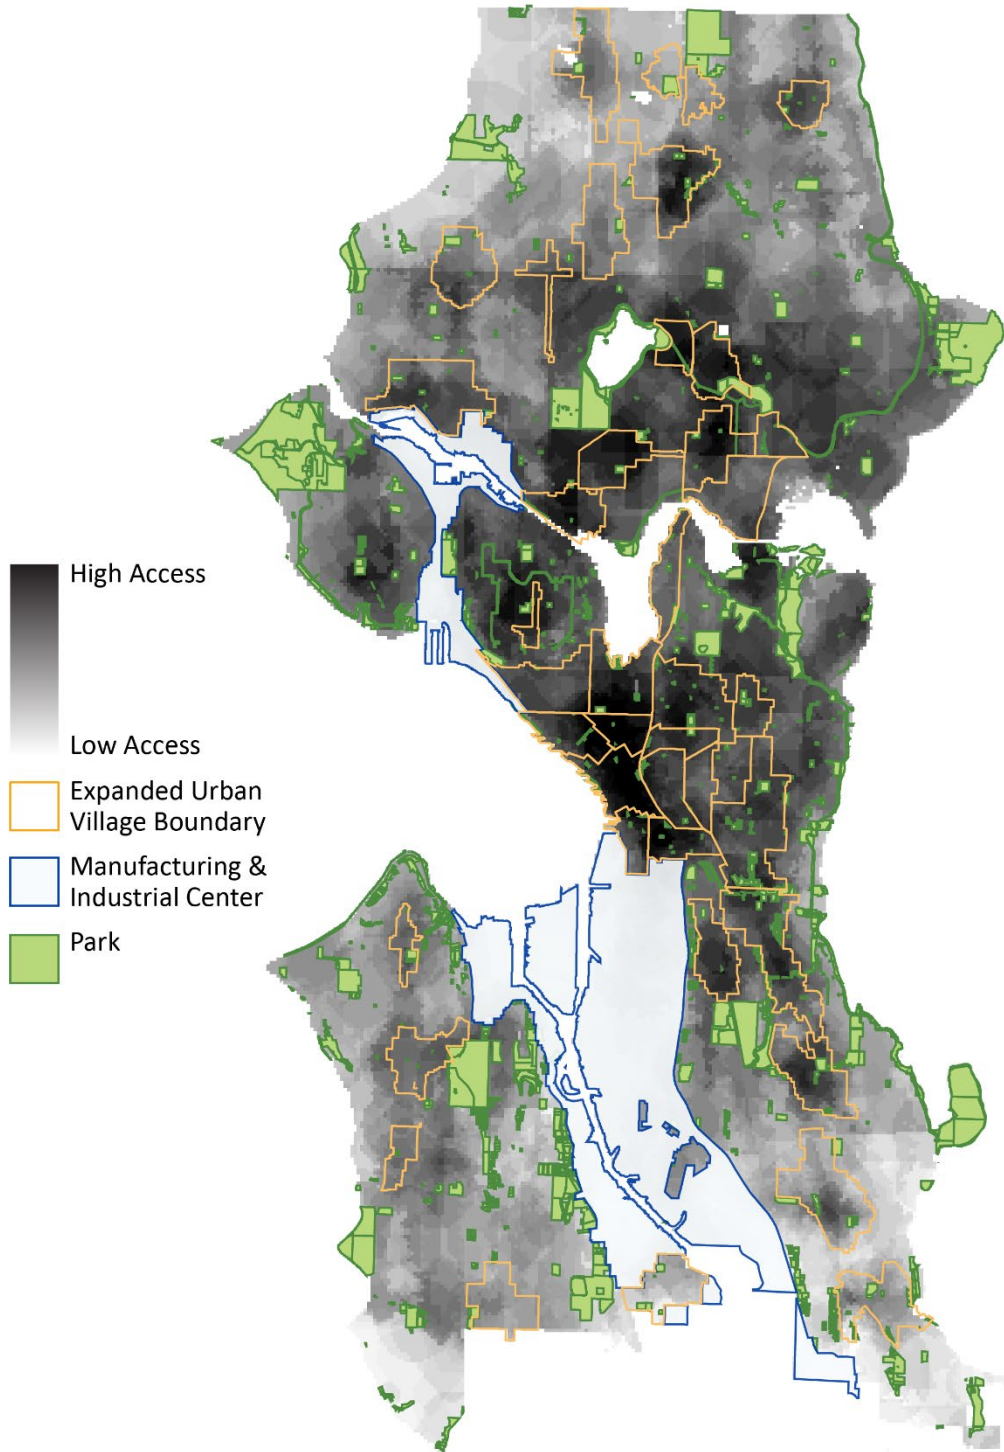 High Access
Low Access
Expanded Urban
Village Boundary
Manufacturing &
Industrial Center
Park